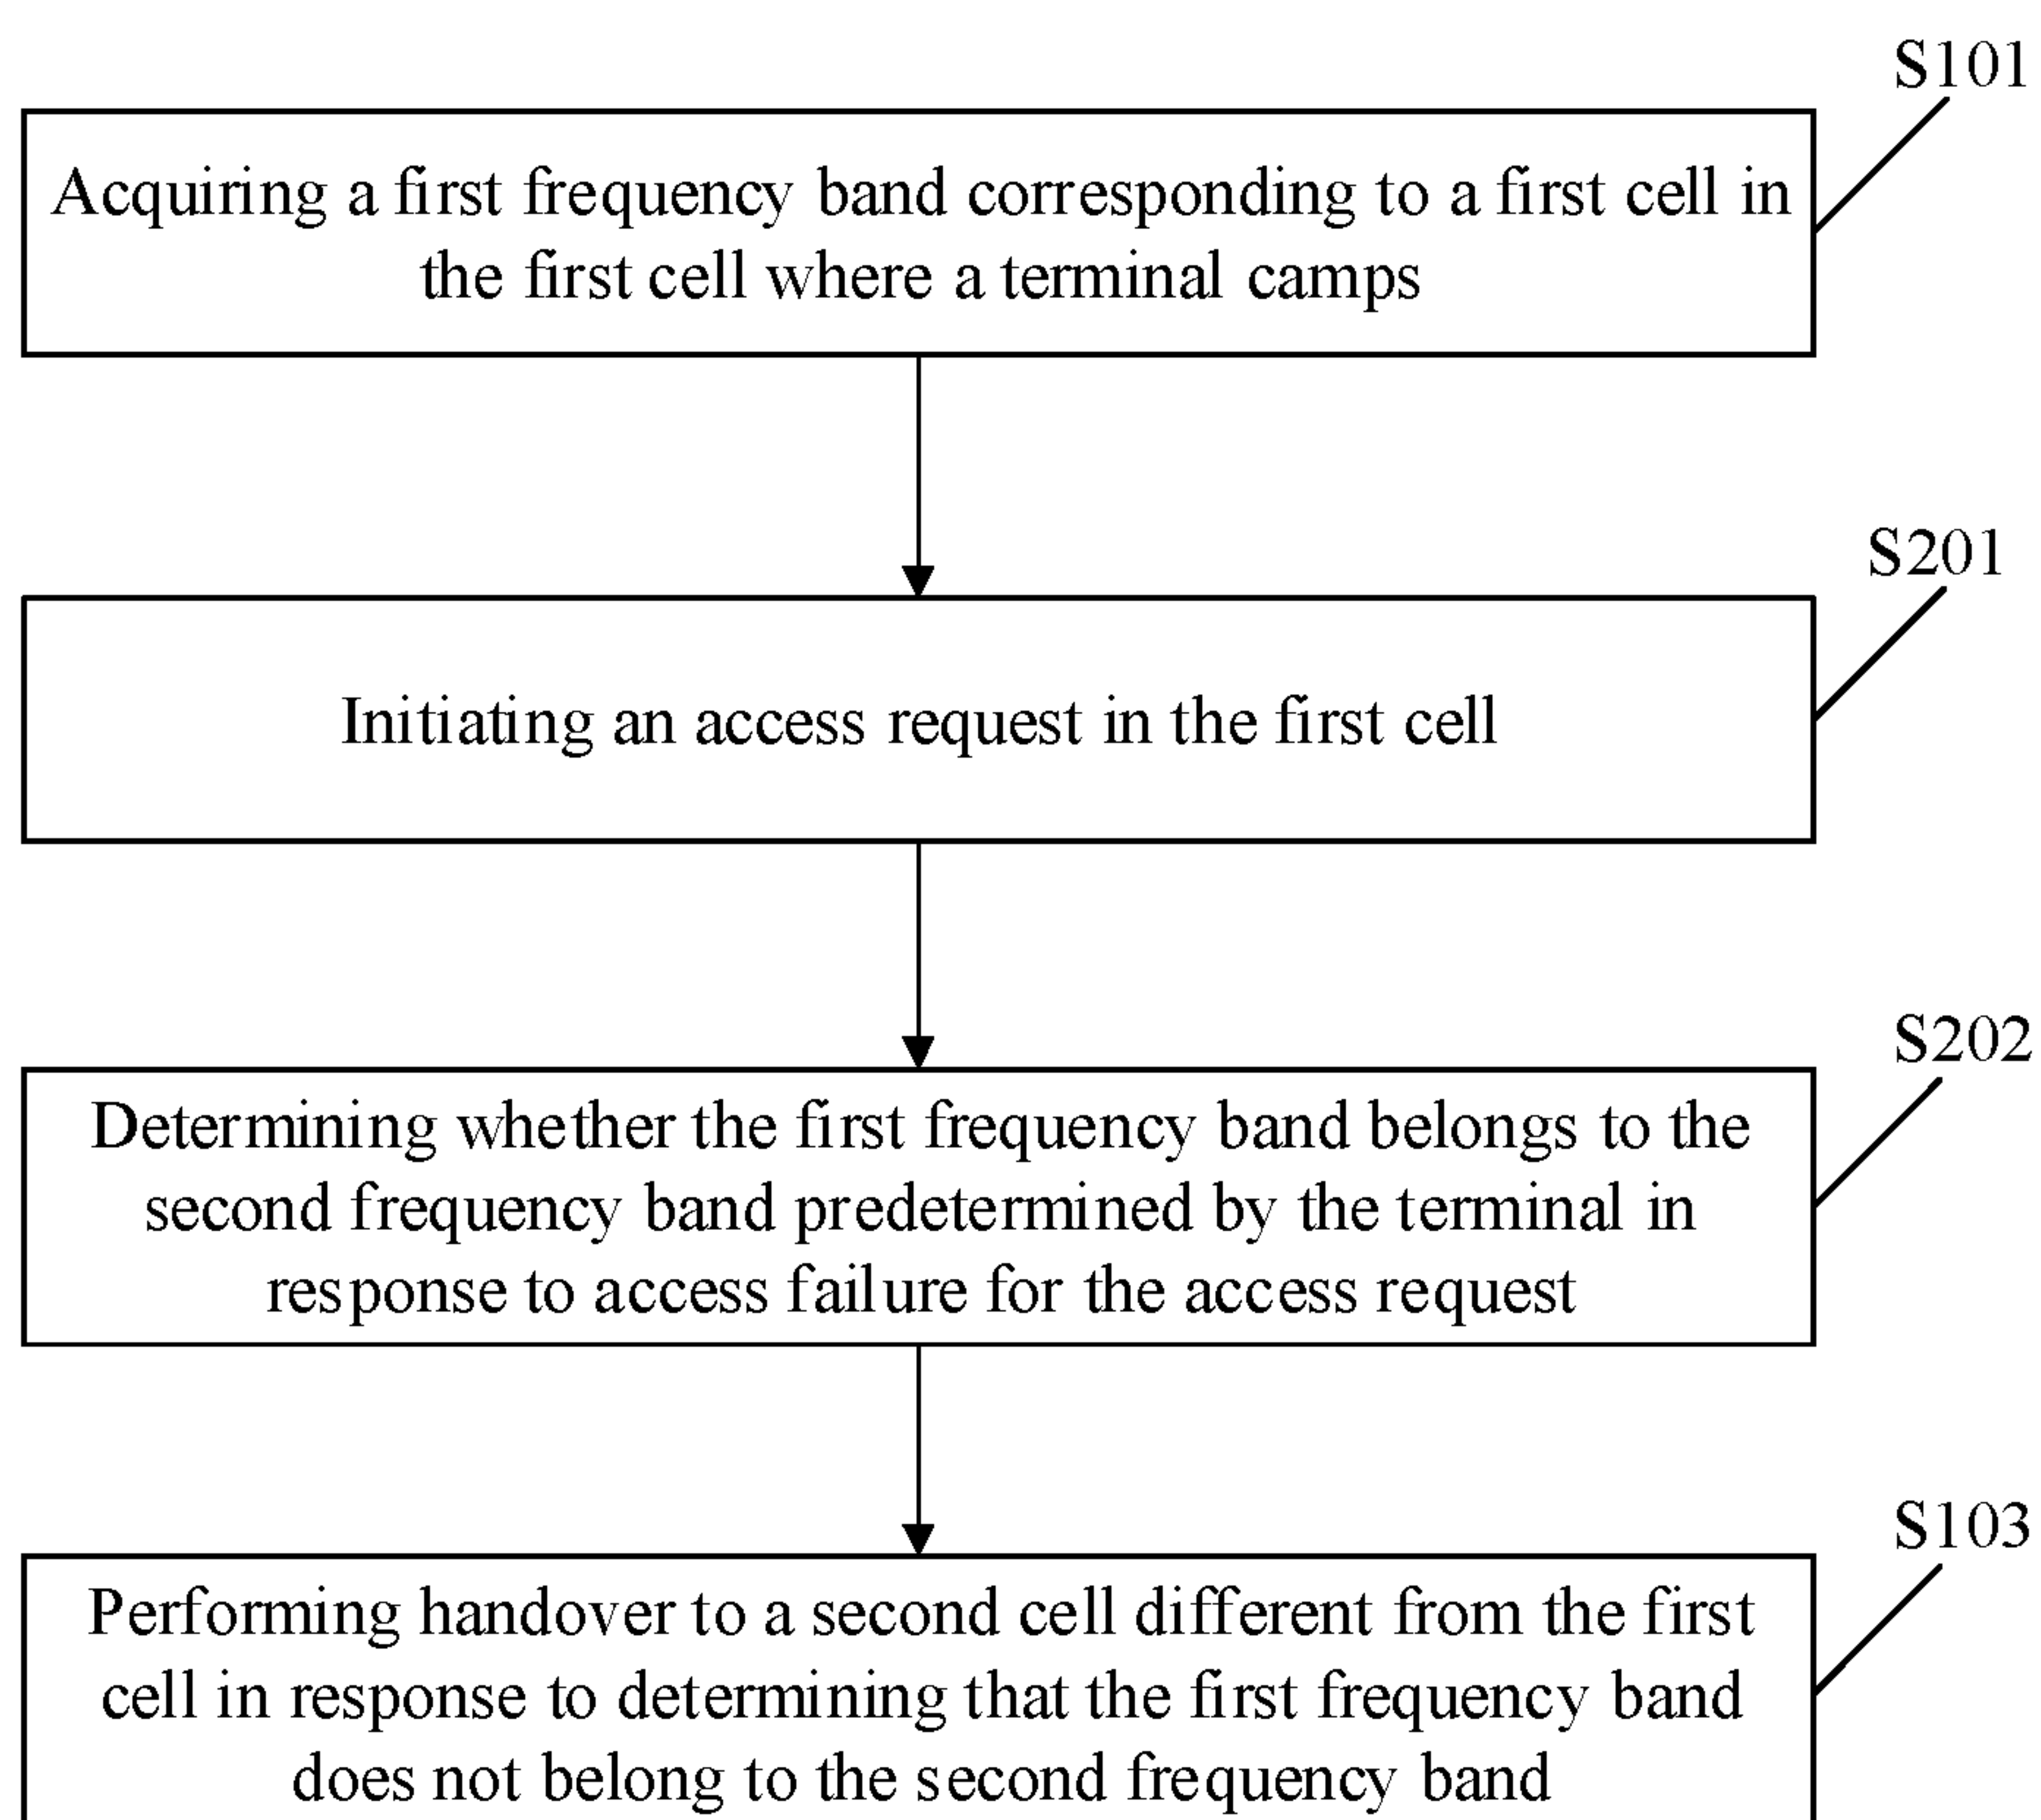 S101
Acquiring a first frequency band corresponding to a first cell in
the first cell where a terminal camps
S201
Initiating an access request in the first cell
S202
Determining whether the first frequency band belongs to the
second frequency band predetermined by the terminal in
response to access failure for the access request
S103
Performing handover to a second cell different from the first
cell in response to determining that the first frequency band
does not belong to the second frequency band